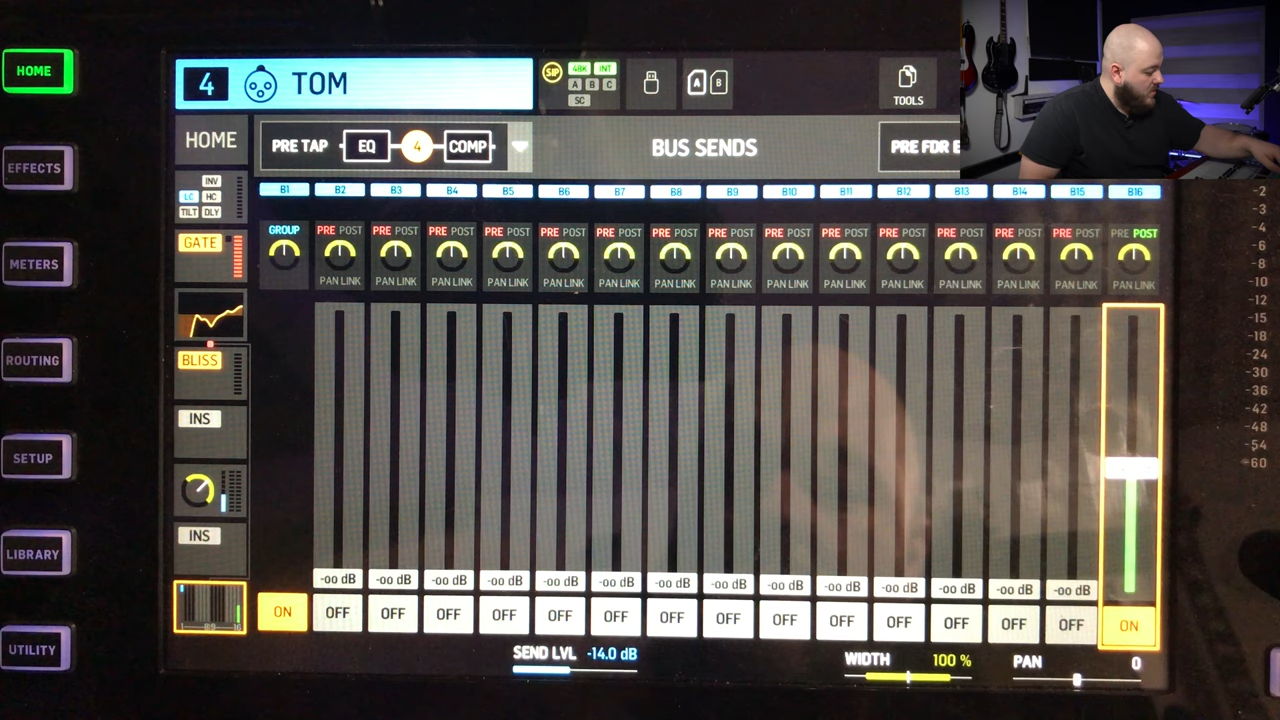 HOME
EFFECTS
METERS
ROUTING
SETUP
LIBRARY
UTILITY
4 TOM
SIP 48K INT
A B C
SC
A B
TOOLS
HOME
PRE TAP EQ 4 COMP
BUS SENDS
PRE FDR
INV
LC HC
TILT DLY
GATE
BLISS
INS
INS
B1 B2 B3 B4 B5 B6 B7 B8 B9 B10 B11 B12 B13 B14 B15 B16
GROUP PRE POST PRE POST PRE POST PRE POST PRE POST PRE POST PRE POST PRE POST PRE POST PRE POST PRE POST PRE POST PRE POST PRE POST PRE POST
PAN LINK PAN LINK PAN LINK PAN LINK PAN LINK PAN LINK PAN LINK PAN LINK PAN LINK PAN LINK PAN LINK PAN LINK PAN LINK PAN LINK PAN LINK
-oo dB -oo dB -oo dB -oo dB -oo dB -oo dB -oo dB -oo dB -oo dB -oo dB -oo dB -oo dB -oo dB -oo dB
ON OFF OFF OFF OFF OFF OFF OFF OFF OFF OFF OFF OFF OFF OFF ON
SEND LVL -14.0 dB
WIDTH 100 %
PAN 0
-2
-3
-4
-6
-8
-10
-12
-15
-18
-24
-30
-36
-42
-48
-54
-60